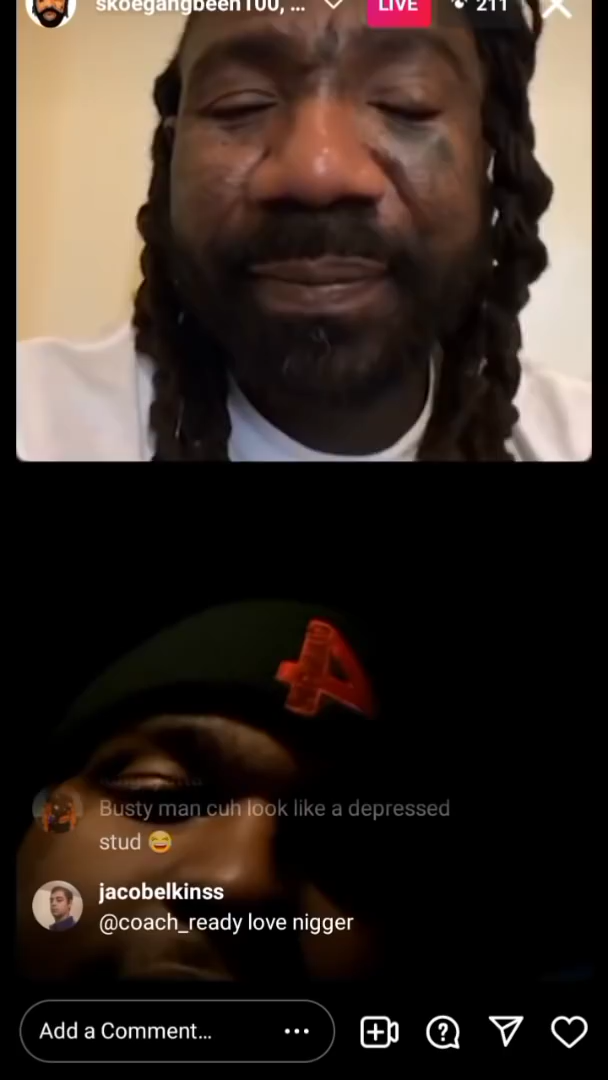 skoegangbeen100, ...
LIVE
211
Busty man cuh look like a depressed
stud 😂
jacobelkinss
@coach_ready love nigger
Add a Comment...